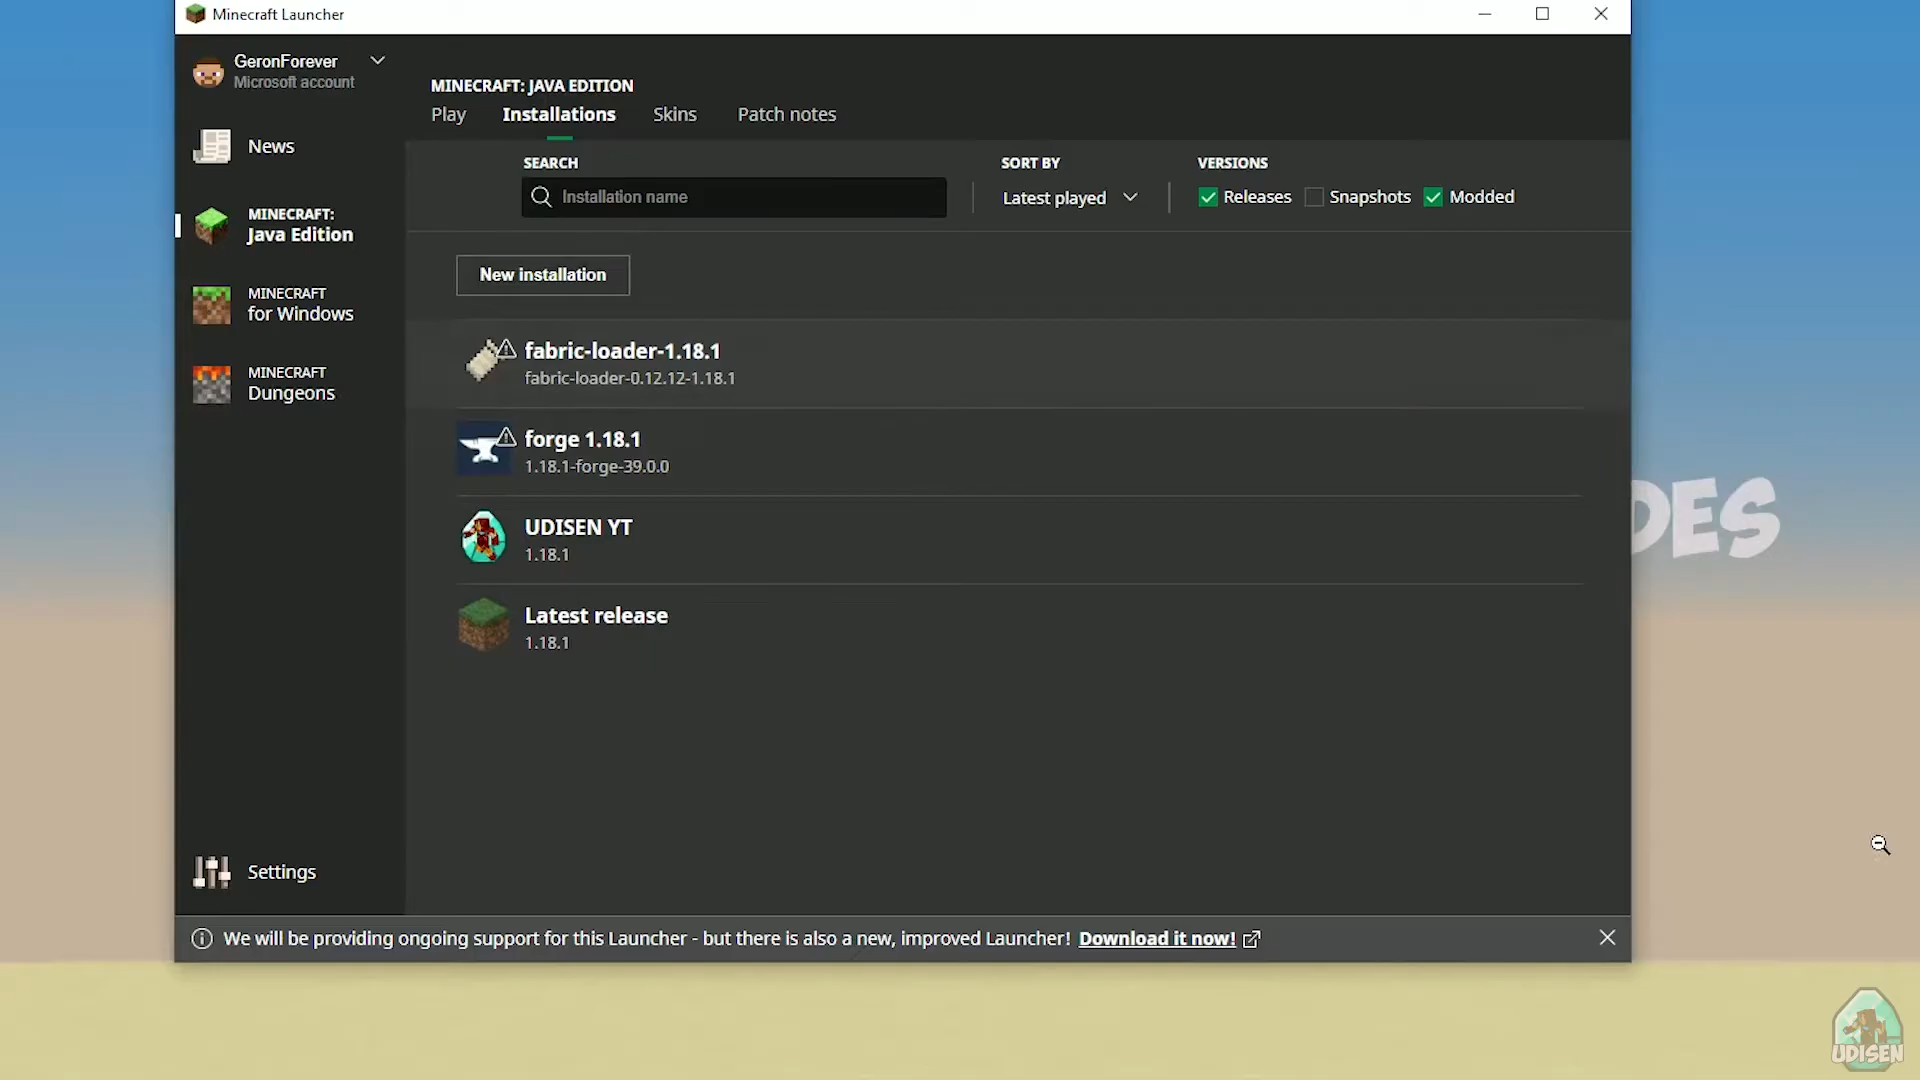 Minecraft Launcher
GeronForever
Microsoft account
News
MINECRAFT:
Java Edition
MINECRAFT
for Windows
MINECRAFT
Dungeons
Settings
MINECRAFT: JAVA EDITION
Play Installations Skins Patch notes
SEARCH SORT BY VERSIONS
Installation name Latest played Releases Snapshots Modded
New installation
fabric-loader-1.18.1
fabric-loader-0.12.12-1.18.1
forge 1.18.1
1.18.1-forge-39.0.0
UDISEN YT
1.18.1
Latest release
1.18.1
We will be providing ongoing support for this Launcher - but there is also a new, improved Launcher! Download it now!
DES
UDISEN